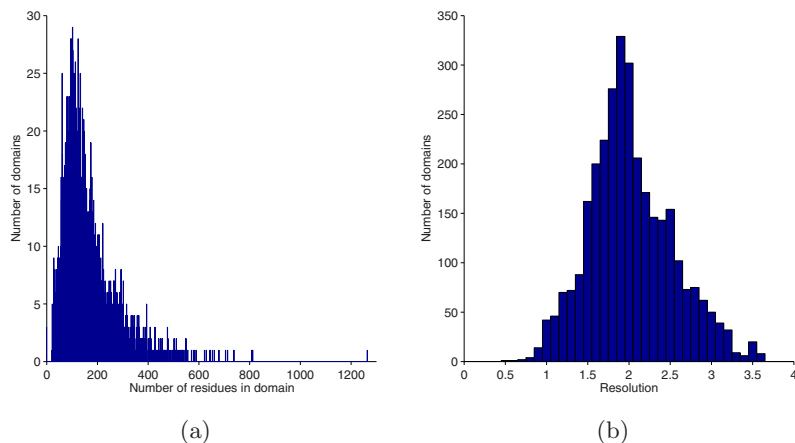 30
25
20
15
10
5
0
Number of domains
0 200 400 600 800 1000 1200
Number of residues in domain
(a)
350
300
250
200
150
100
50
0
Number of domains
0 0.5 1 1.5 2 2.5 3 3.5 4
Resolution
(b)